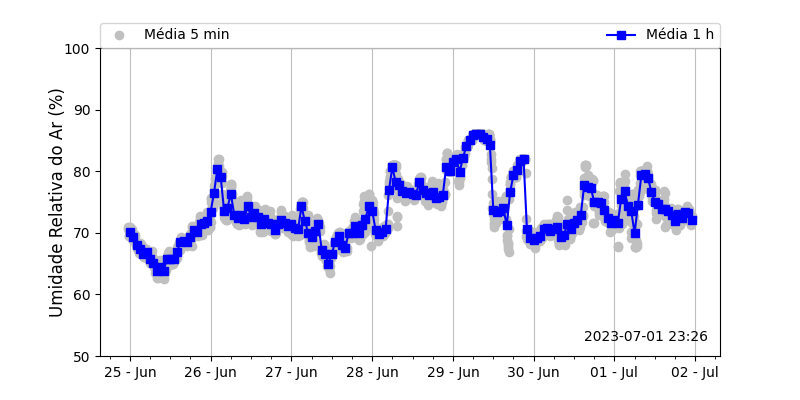 Média 5 min
Média 1 h
100
90
80
70
60
50
Umidade Relativa do Ar (%)
2023-07-01 23:26
25 - Jun
26 - Jun
27 - Jun
28 - Jun
29 - Jun
30 - Jun
01 - Jul
02 - Jul